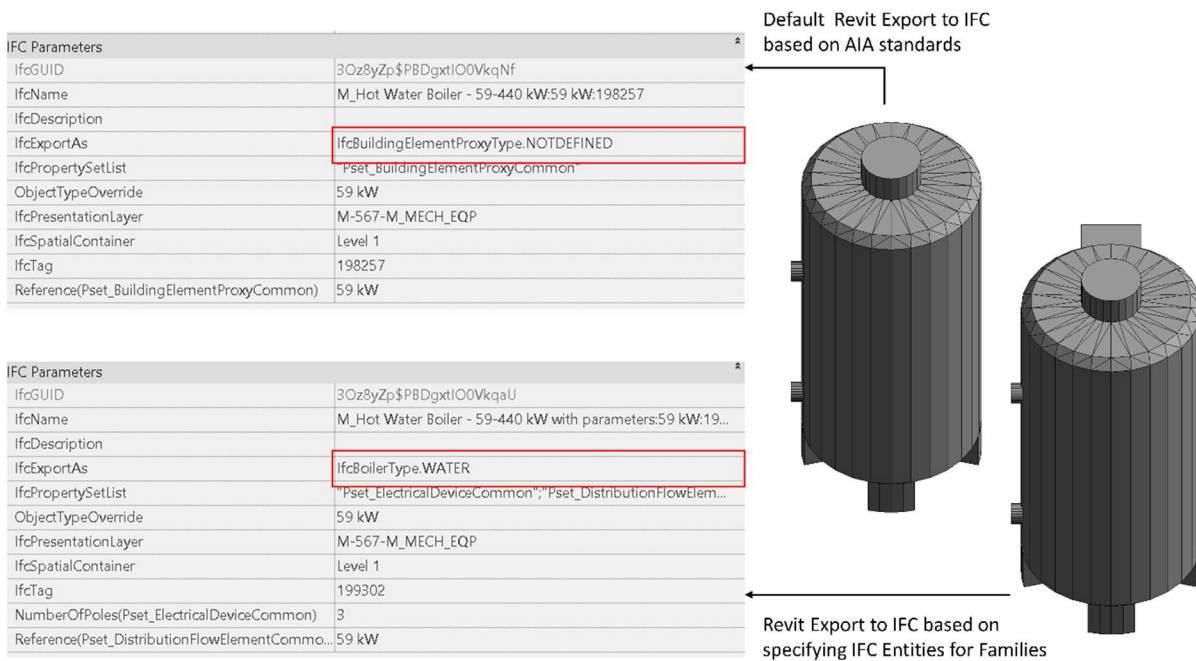 Default Revit Export to IFC
based on AIA standards
IFC Parameters
IfcGUID 3Oz8yZp$PBDgxtIO0VkqNf
IfcName M_Hot Water Boiler - 59-440 kW:59 kW:198257
IfcDescription
IfcExportAs IfcBuildingElementProxyType.NOTDEFINED
IfcPropertySetList "Pset_BuildingElementProxyCommon"
ObjectTypeOverride 59 kW
IfcPresentationLayer M-567-M_MECH_EQP
IfcSpatialContainer Level 1
IfcTag 198257
Reference(Pset_BuildingElementProxyCommon) 59 kW
IFC Parameters
IfcGUID 3Oz8yZp$PBDgxtIO0VkqaU
IfcName M_Hot Water Boiler - 59-440 kW with parameters:59 kW:19...
IfcDescription
IfcExportAs IfcBoilerType.WATER
IfcPropertySetList "Pset_ElectricalDeviceCommon";"Pset_DistributionFlowElem...
ObjectTypeOverride 59 kW
IfcPresentationLayer M-567-M_MECH_EQP
IfcSpatialContainer Level 1
IfcTag 199302
NumberOfPoles(Pset_ElectricalDeviceCommon) 3
Reference(Pset_DistributionFlowElementCommo... 59 kW
Revit Export to IFC based on
specifying IFC Entities for Families